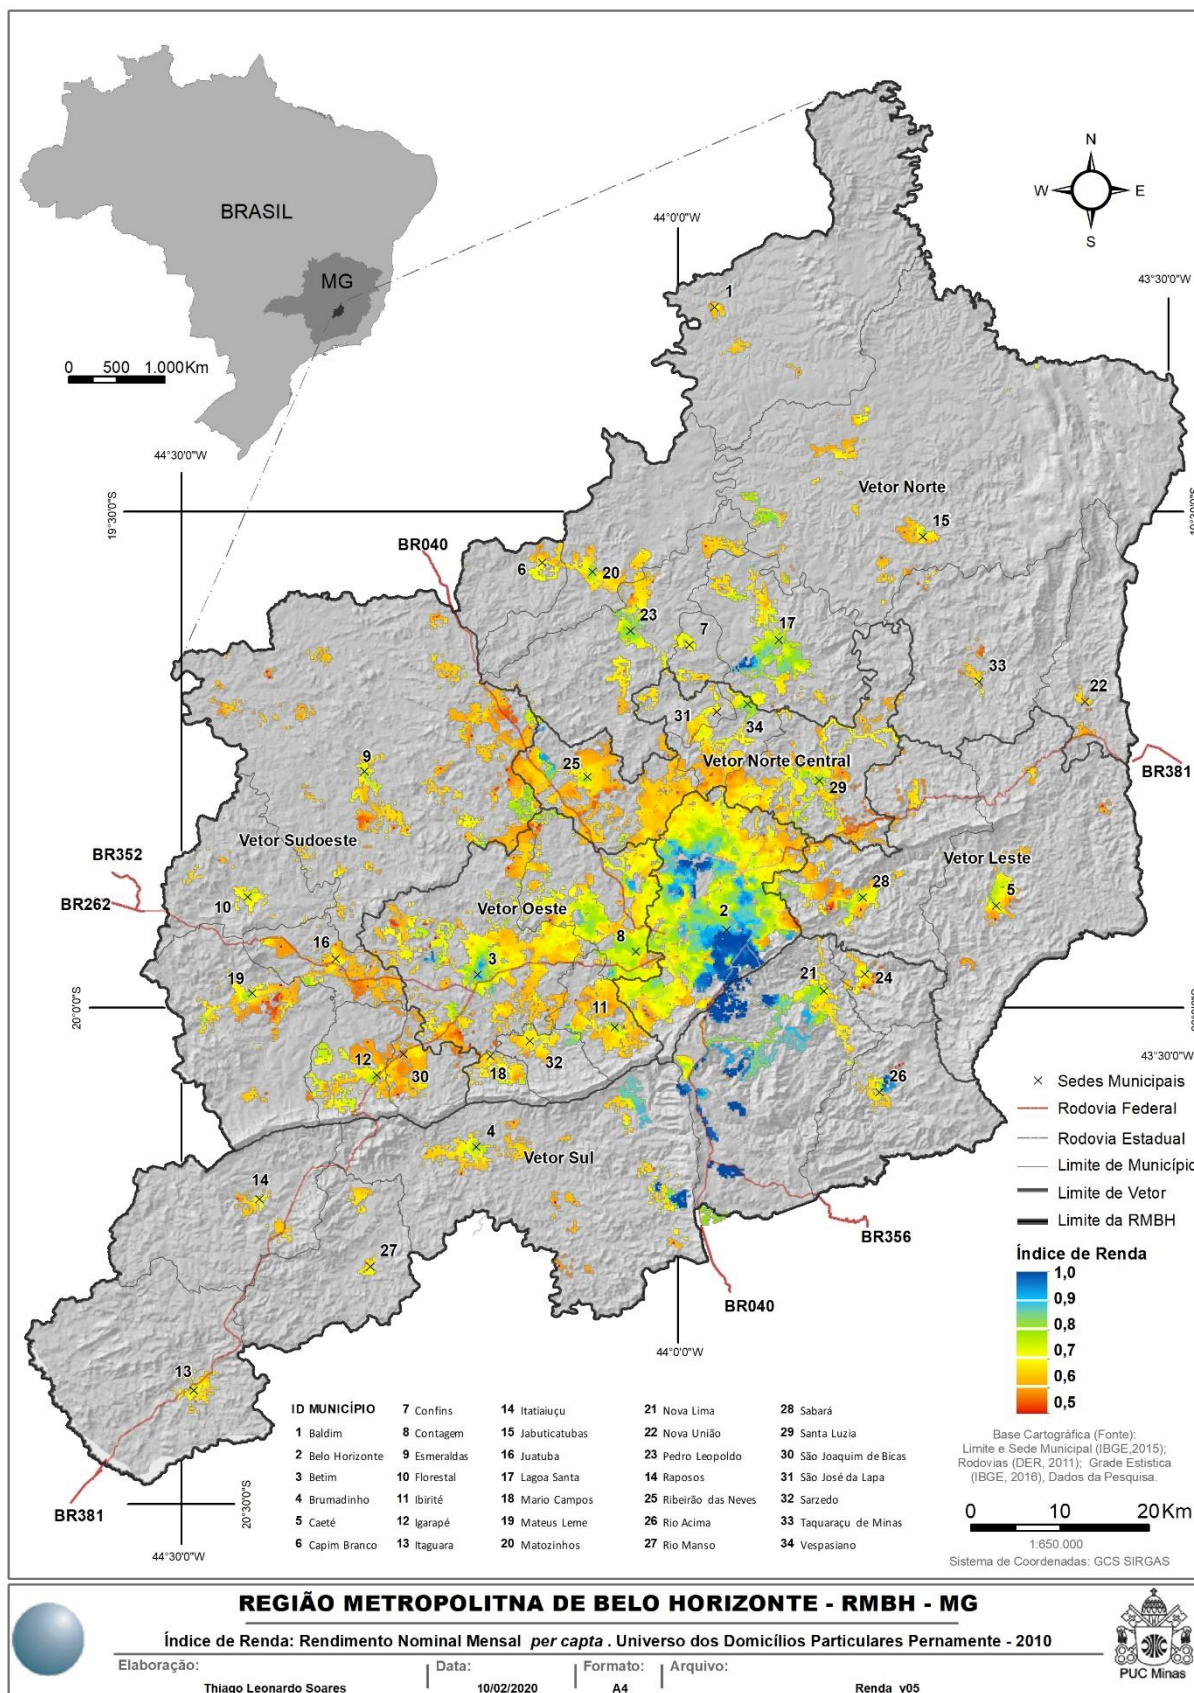 N
W E
S
BRASIL
MG
0 500 1.000Km
44°0'0"W
43°30'0"W
1
44°30'0"W
19°30'0"S
19°30'0"S
Vetor Norte
15
BR040
6
20
23
7
17
33
22
31
34
Vetor Norte Central
BR381
25
9
29
Vetor Sudoeste
BR352
BR262
Vetor Leste
10
28
5
Vetor Oeste
2
16
8
3
19
21
24
20°0'0"S
20°0'0"S
11
12
30
18
32
26
43°30'0"W
4
Vetor Sul
14
27
BR356
BR040
44°0'0"W
13
BR381
20°30'0"S
44°30'0"W
Sedes Municipais
Rodovia Federal
Rodovia Estadual
Limite de Município
Limite de Vetor
Limite da RMBH
Índice de Renda
1,0
0,9
0,8
0,7
0,6
0,5
ID MUNICÍPIO
1 Baldim
2 Belo Horizonte
3 Betim
4 Brumadinho
5 Caeté
6 Capim Branco
7 Confins
8 Contagem
9 Esmeraldas
10 Florestal
11 Ibirité
12 Igarapé
13 Itaguara
14 Itatiaiuçu
15 Jabuticatubas
16 Juatuba
17 Lagoa Santa
18 Mario Campos
19 Mateus Leme
20 Matozinhos
21 Nova Lima
22 Nova União
23 Pedro Leopoldo
14 Raposos
25 Ribeirão das Neves
26 Rio Acima
27 Rio Manso
28 Sabará
29 Santa Luzia
30 São Joaquim de Bicas
31 São José da Lapa
32 Sarzedo
33 Taquaraçu de Minas
34 Vespasiano
Base Cartográfica (Fonte):
Limite e Sede Municipal (IBGE,2015);
Rodovias (DER, 2011); Grade Estistica
(IBGE, 2016), Dados da Pesquisa.
0 10 20 Km
1:650.000
Sistema de Coordenadas: GCS SIRGAS
REGIÃO METROPOLITNA DE BELO HORIZONTE - RMBH - MG
Índice de Renda: Rendimento Nominal Mensal per capta . Universo dos Domicílios Particulares Pernamente - 2010
Elaboração:
Thiago Leonardo Soares
Data:
10/02/2020
Formato:
A4
Arquivo:
Renda_v05
PUC Minas